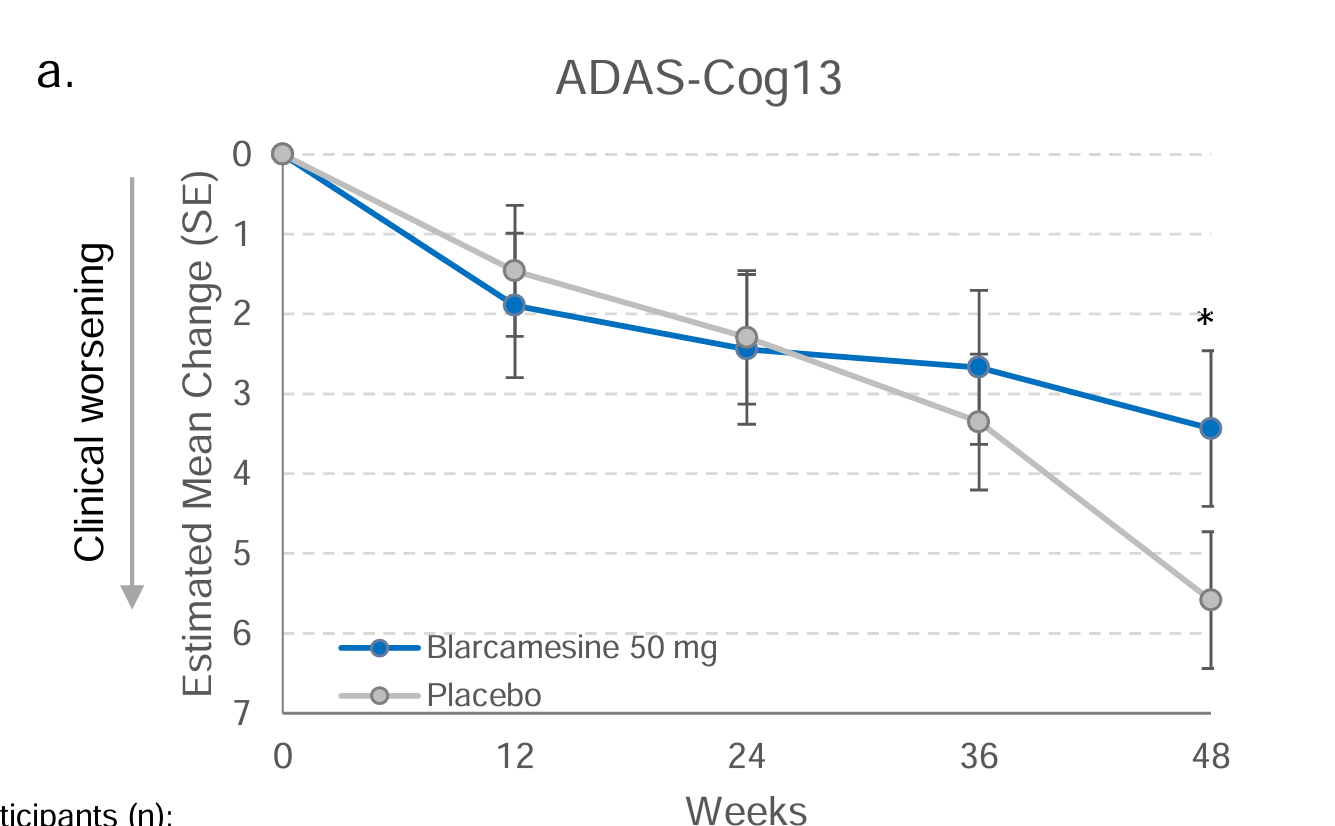 a.
ADAS-Cog13
Clinical worsening
Estimated Mean Change (SE)
0
1
2
3
4
5
6
7
*
Blarcamesine 50 mg
Placebo
0 12 24 36 48
Weeks
ticipants (n):